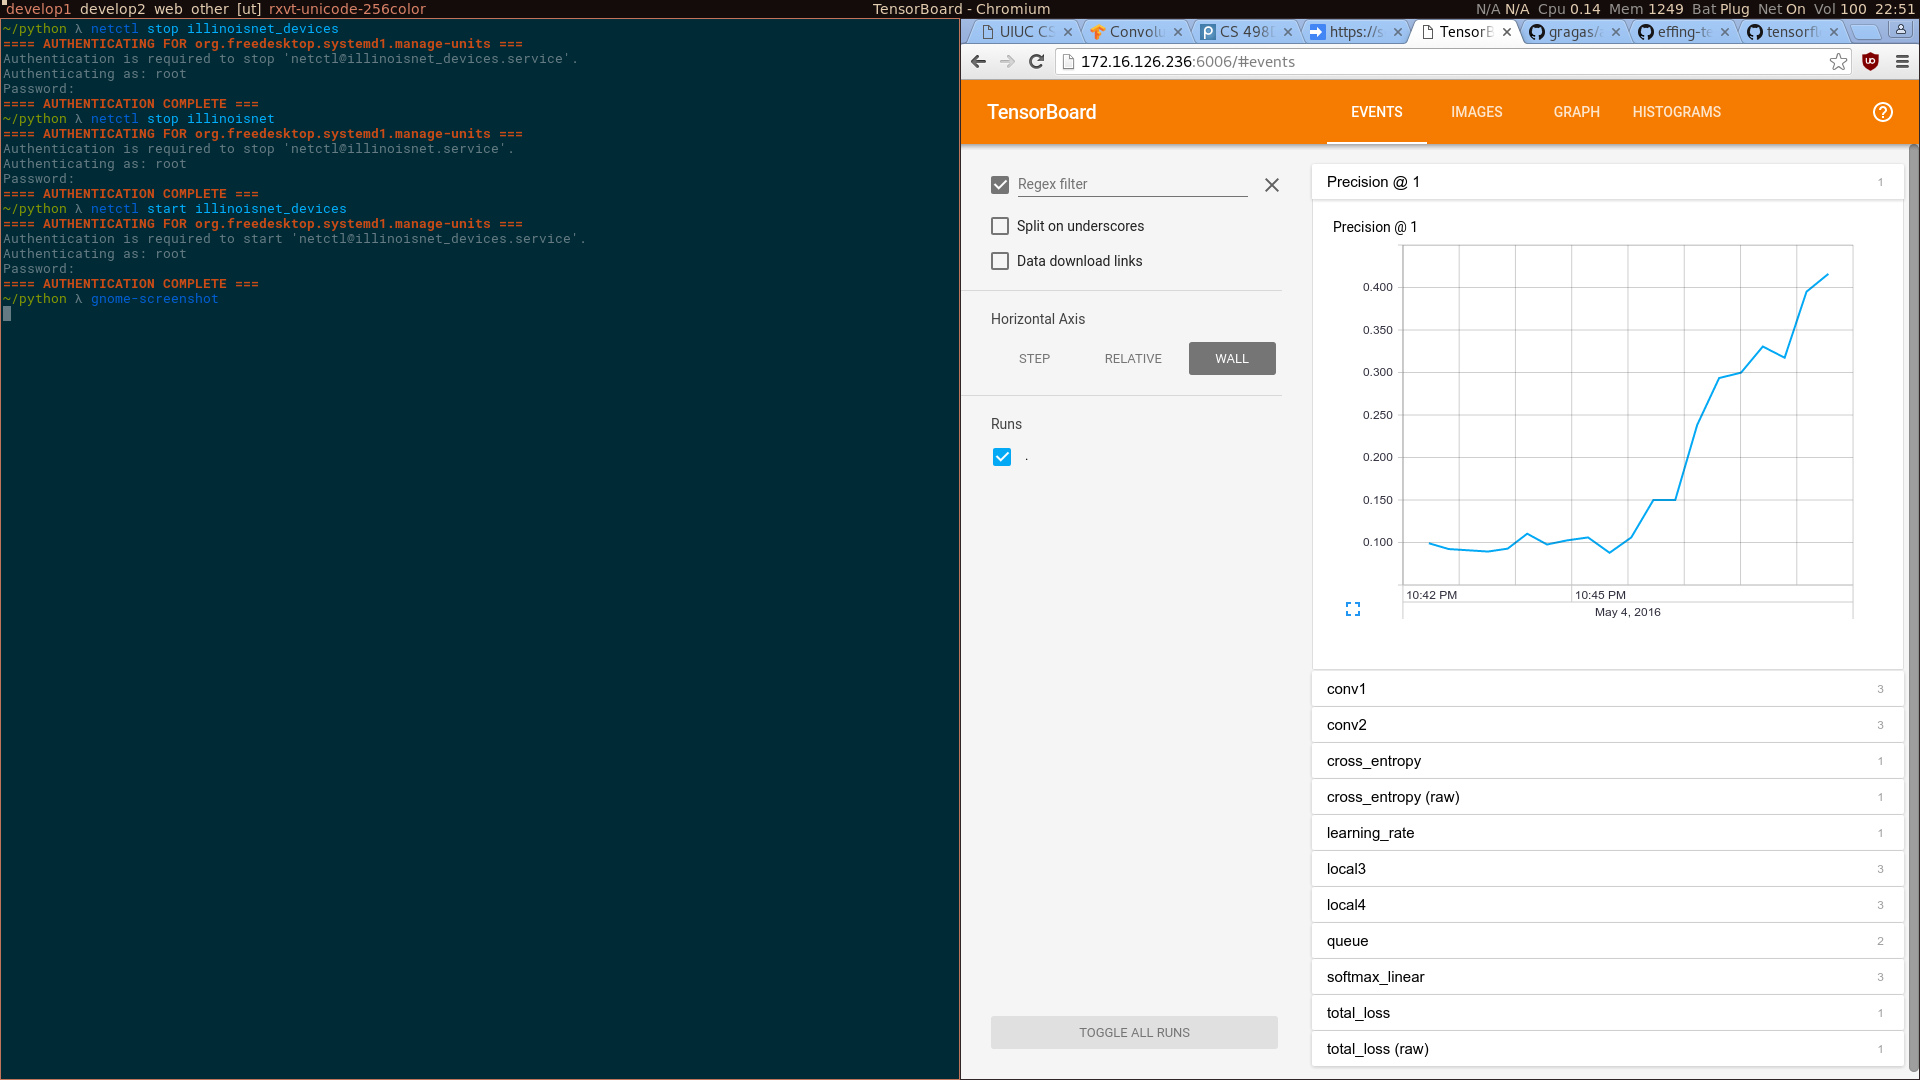 develop1 develop2 web other [ut] rxvt-unicode-256color
TensorBoard - Chromium
N/A N/A Cpu 0.14 Mem 1249 Bat Plug Net On Vol 100 22:51
~/python λ netctl stop illinoisnet_devices
==== AUTHENTICATING FOR org.freedesktop.systemd1.manage-units ===
Authentication is required to stop 'netctl@illinoisnet_devices.service'.
Authenticating as: root
Password:
==== AUTHENTICATION COMPLETE ===
~/python λ netctl stop illinoisnet
==== AUTHENTICATING FOR org.freedesktop.systemd1.manage-units ===
Authentication is required to stop 'netctl@illinoisnet.service'.
Authenticating as: root
Password:
==== AUTHENTICATION COMPLETE ===
~/python λ netctl start illinoisnet_devices
==== AUTHENTICATING FOR org.freedesktop.systemd1.manage-units ===
Authentication is required to start 'netctl@illinoisnet_devices.service'.
Authenticating as: root
Password:
==== AUTHENTICATION COMPLETE ===
~/python λ gnome-screenshot
UIUC CS
Convolu
CS 498
https://s
TensorB
gragas/
effing-te
tensorfl
172.16.126.236:6006/#events
TensorBoard
EVENTS
IMAGES
GRAPH
HISTOGRAMS
Regex filter
Split on underscores
Data download links
Horizontal Axis
STEP
RELATIVE
WALL
Runs
.
TOGGLE ALL RUNS
Precision @ 1
1
Precision @ 1
0.400
0.350
0.300
0.250
0.200
0.150
0.100
10:42 PM
10:45 PM
May 4, 2016
conv1 3
conv2 3
cross_entropy 1
cross_entropy (raw) 1
learning_rate 1
local3 3
local4 3
queue 2
softmax_linear 3
total_loss 1
total_loss (raw) 1